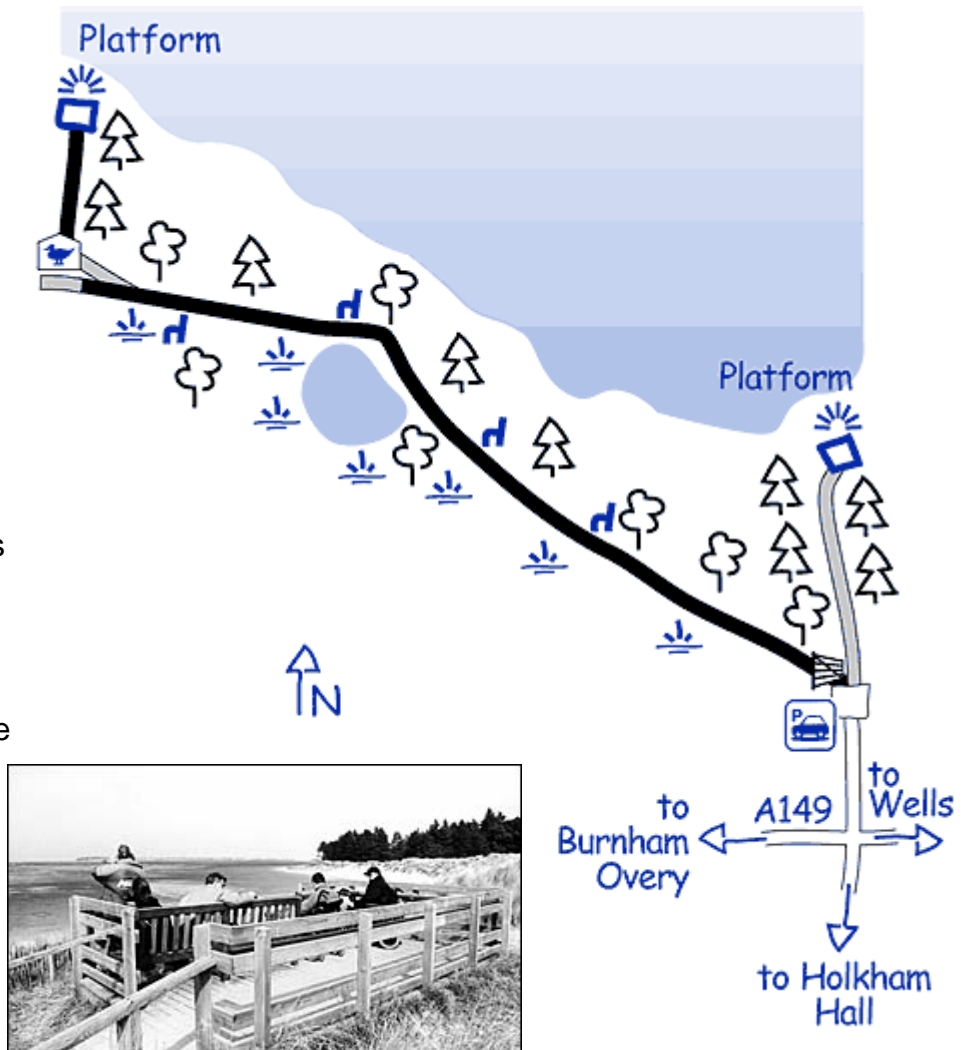 Platform
Platform
s
N
e
P
to
Wells
A149
to
Burnham
Overy
to Holkham
Hall